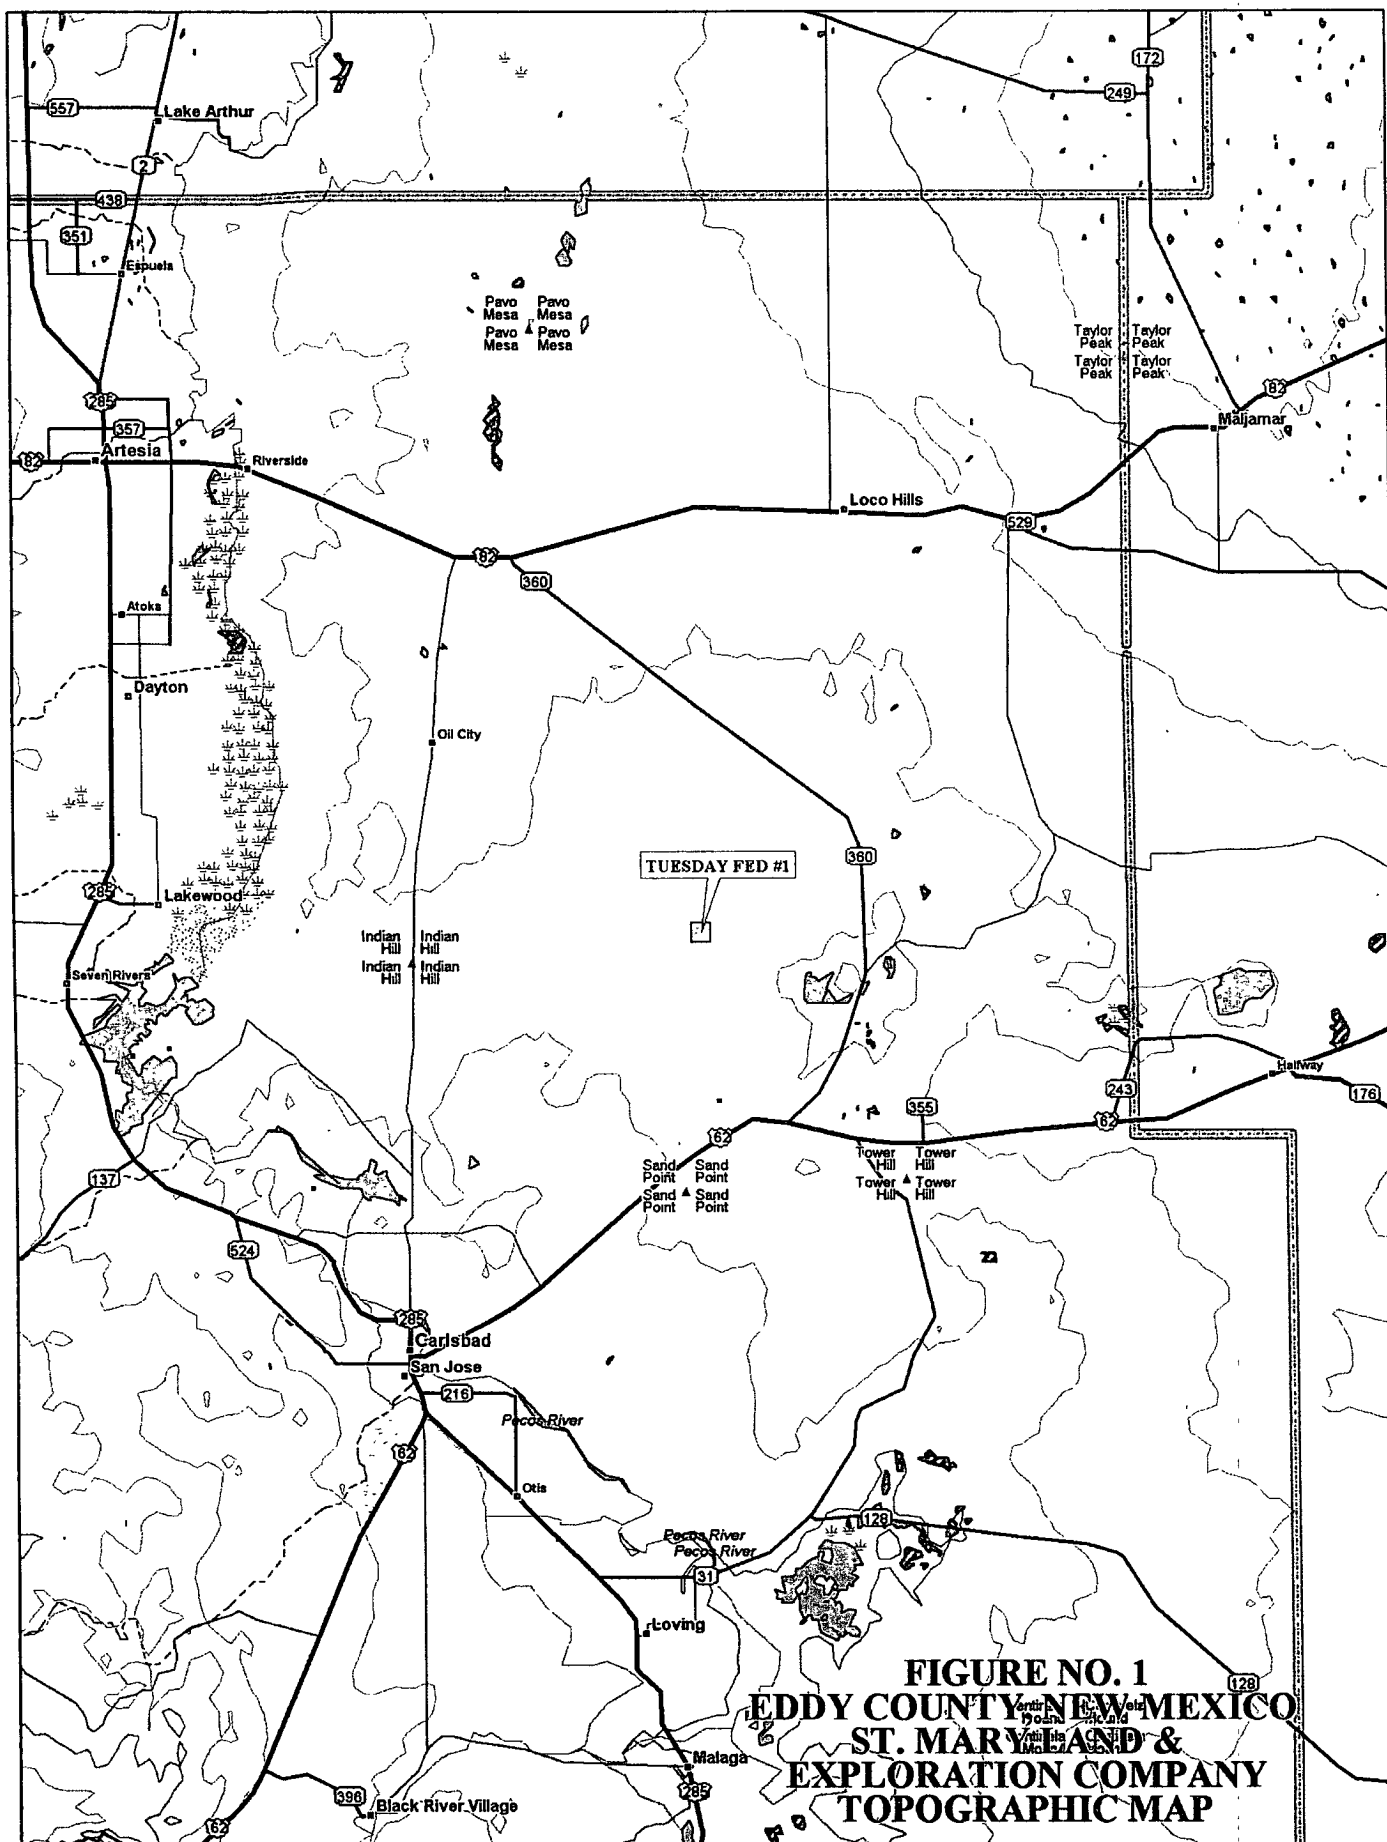 172
249
557
Lake Arthur
2
438
351
Espuela
Pavo Mesa
Pavo Mesa
Pavo Mesa
Pavo Mesa
Taylor Peak
Taylor Peak
Taylor Peak
Taylor Peak
82
285
357
Maljamar
Artesia
82
Riverside
Loco Hills
529
82
360
Atoka
Dayton
Oil City
360
TUESDAY FED #1
285
Lakewood
Indian Hill
Indian Hill
Indian Hill
Indian Hill
Seven Rivers
Halfway
243
176
355
62
62
Tower Hill
Tower Hill
Tower Hill
Tower Hill
Sand Point
Sand Point
Sand Point
Sand Point
137
524
285
Carlsbad
San Jose
216
Pecos River
62
Otis
128
Pecos River
Pecos River
31
Loving
128
FIGURE NO. 1
EDDY COUNTY, NEW MEXICO
ST. MARY LAND &
EXPLORATION COMPANY
TOPOGRAPHIC MAP
Malaga
285
396
Black River Village
62